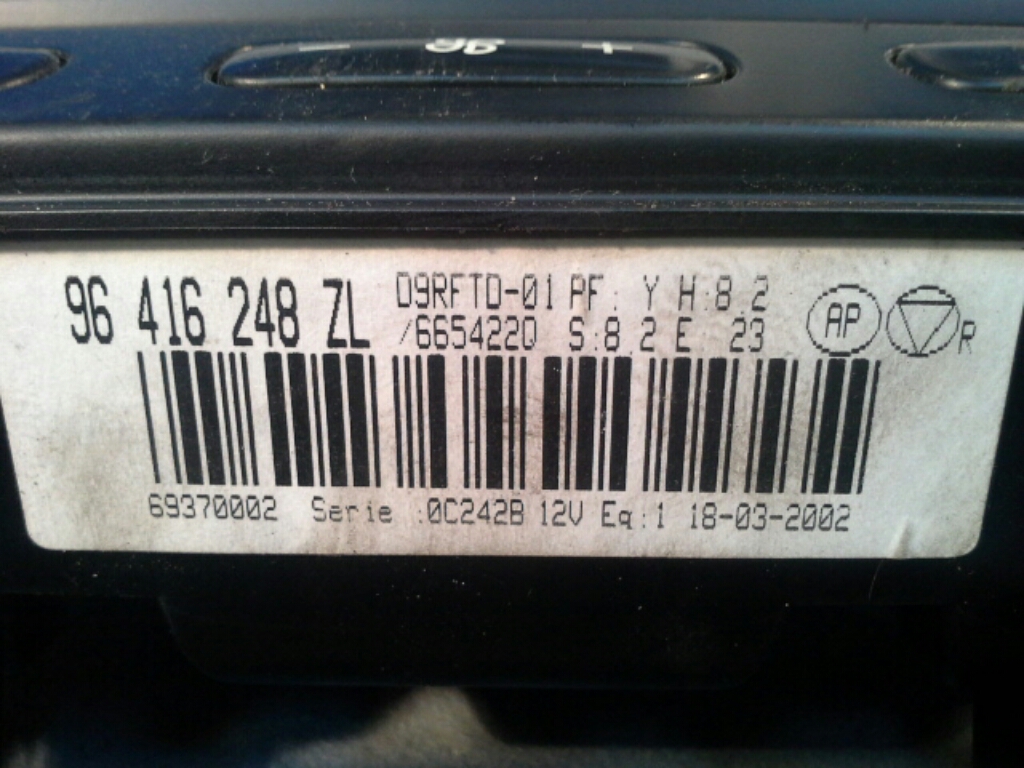 - +
96 416 248 ZL
D9RFTD-01 PF: Y H:8.2
/6654220 S:8.2 E 23
AP
R
69370002 Serie :0C242B 12V Eq:1 18-03-2002